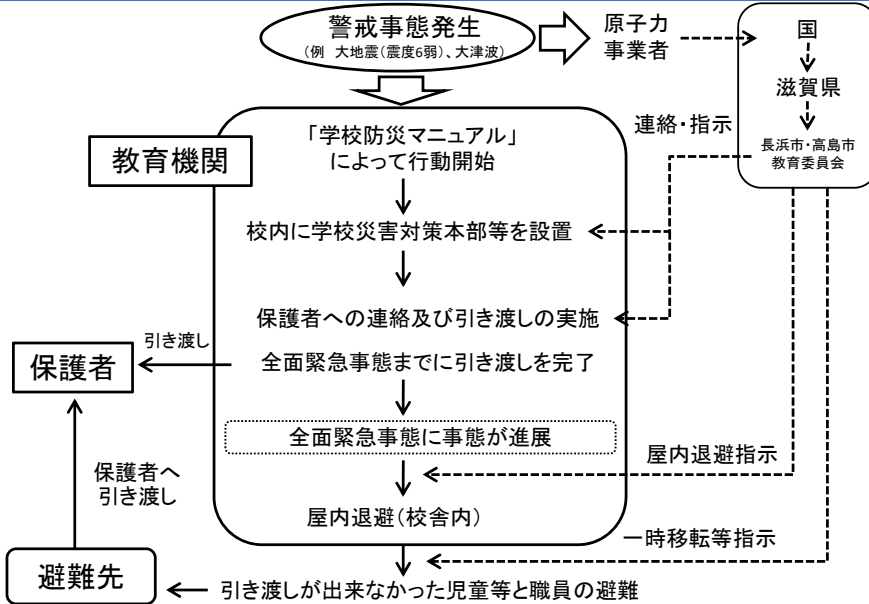 警戒事態発生
(例　大地震(震度6弱)、大津波)
原子力
事業者
国
滋賀県
長浜市・高島市
教育委員会
連絡・指示
教育機関
「学校防災マニュアル」
によって行動開始
校内に学校災害対策本部等を設置
保護者への連絡及び引き渡しの実施
引き渡し
保護者
全面緊急事態までに引き渡しを完了
全面緊急事態に事態が進展
屋内退避指示
保護者へ
引き渡し
屋内退避(校舎内)
一時移転等指示
避難先
引き渡しが出来なかった児童等と職員の避難